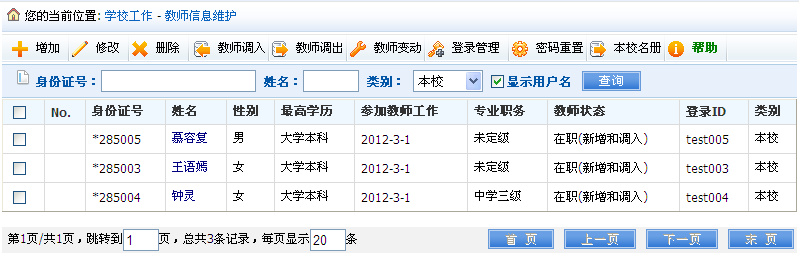 您的当前位置: 学校工作 - 教师信息维护
增加 修改 删除 教师调入 教师调出 教师变动 登录管理 密码重置 本校名册 帮助
身份证号: 姓名: 类别: 本校 显示用户名 查询
No. 身份证号 姓名 性别 最高学历 参加教师工作 专业职务 教师状态 登录ID 类别
*285005 慕容复 男 大学本科 2012-3-1 未定级 在职(新增和调入) test005 本校
*285003 王语嫣 女 大学本科 2012-3-1 未定级 在职(新增和调入) test003 本校
*285004 钟灵 女 大学本科 2012-3-1 中学三级 在职(新增和调入) test004 本校
第1页/共1页，跳转到1页，总共3条记录，每页显示20条 首 页 上一页 下一页 末 页